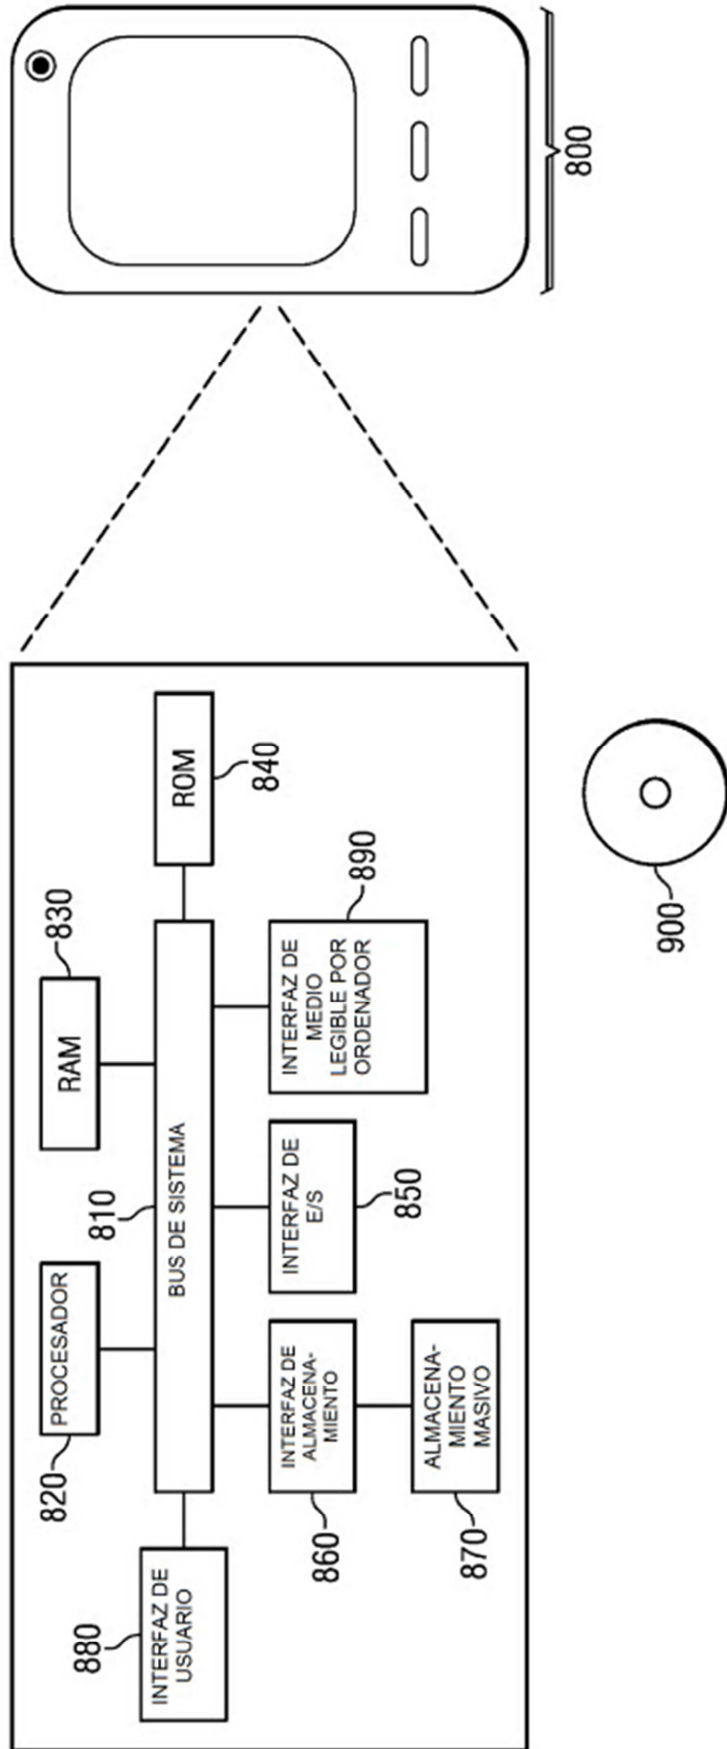 880
INTERFAZ DE
USUARIO
820
PROCESADOR
810
BUS DE SISTEMA
830
RAM
ROM
840
860
INTERFAZ DE
ALMACENA-
MIENTO
INTERFAZ DE
E/S
850
INTERFAZ DE
MEDIO
LEGIBLE POR
ORDENADOR
890
870
ALMACENA-
MIENTO
MASIVO
900
800